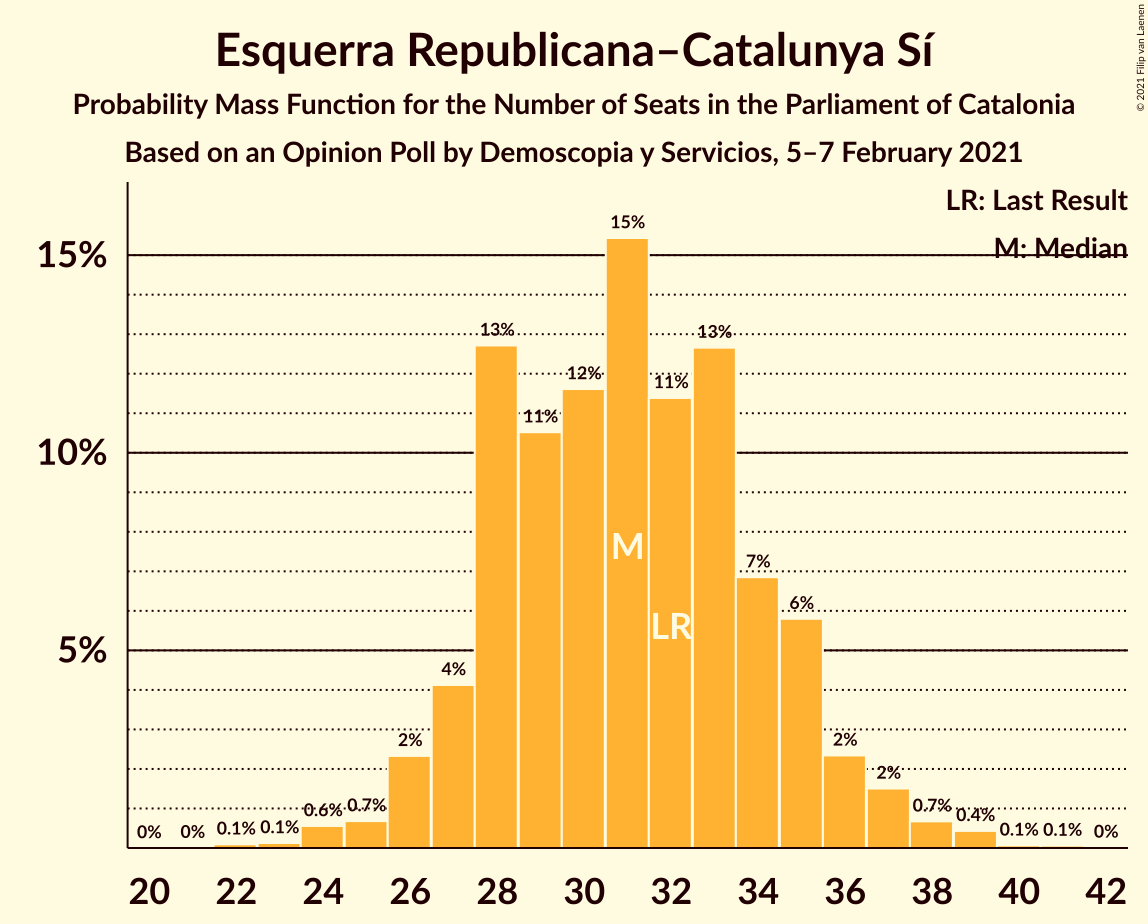 Esquerra Republicana–Catalunya Sí
Probability Mass Function for the Number of Seats in the Parliament of Catalonia
Based on an Opinion Poll by Demoscopia y Servicios, 5–7 February 2021
© 2021 Filip van Laenen
LR: Last Result
M: Median
15%
10%
5%
0% 0% 0.1% 0.1% 0.6% 0.7% 2% 4% 13% 11% 12% 15% 11% 13% 7% 6% 2% 2% 0.7% 0.4% 0.1% 0.1% 0%
M
LR
20 22 24 26 28 30 32 34 36 38 40 42